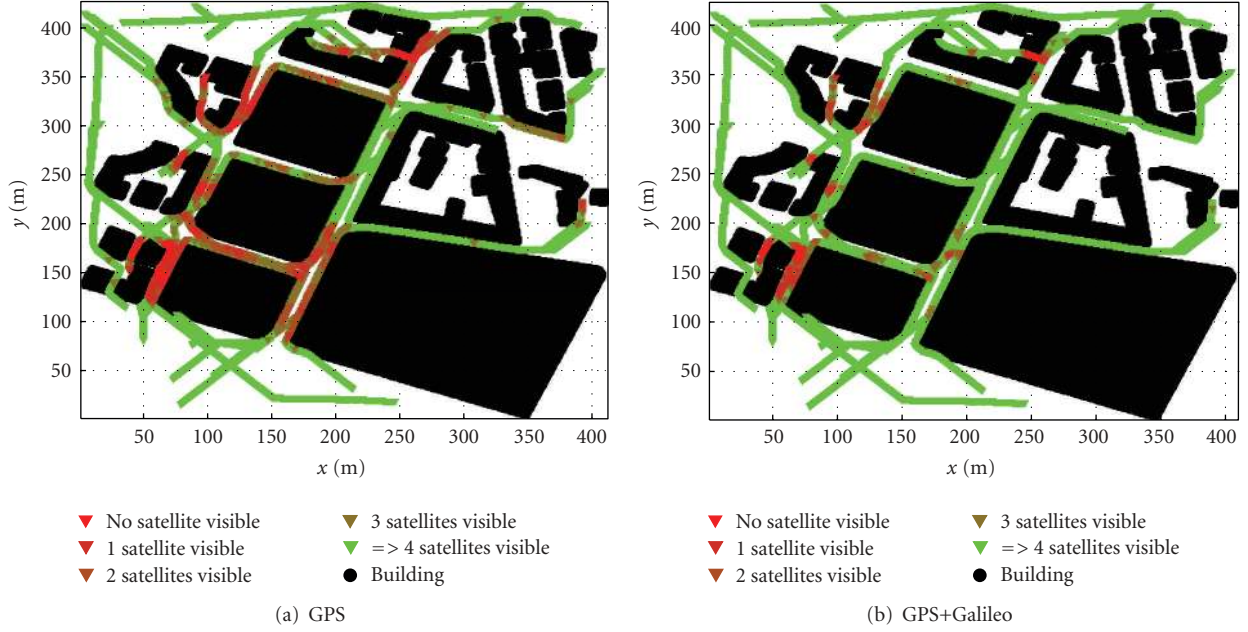 400
350
300
250
200
150
100
50
y (m)
50 100 150 200 250 300 350 400
x (m)
No satellite visible
1 satellite visible
2 satellites visible
3 satellites visible
=> 4 satellites visible
Building
(a) GPS
400
350
300
250
200
150
100
50
y (m)
50 100 150 200 250 300 350 400
x (m)
No satellite visible
1 satellite visible
2 satellites visible
3 satellites visible
=> 4 satellites visible
Building
(b) GPS+Galileo